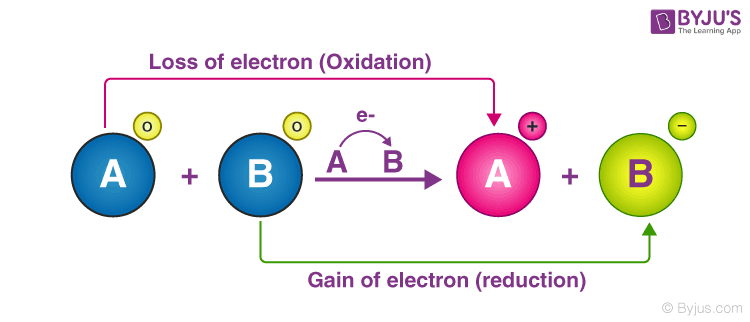 BYJU'S
The Learning App
Loss of electron (Oxidation)
o
o
e-
+
−
A
+
B
A
B
A
+
B
Gain of electron (reduction)
© Byjus.com